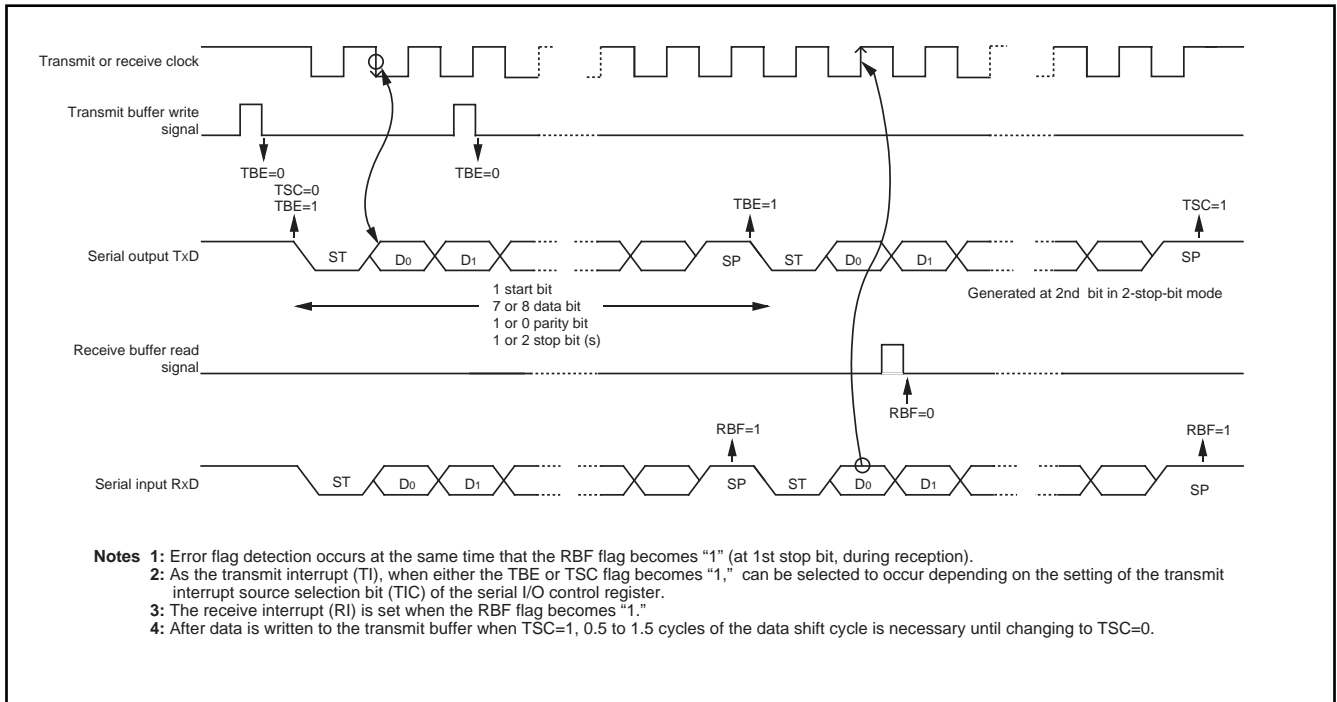 Transmit or receive clock
Transmit buffer write
signal
TBE=0
TBE=0
TSC=0
TBE=1
TBE=1
TSC=1
Serial output TxD
ST
D0
D1
SP
ST
D0
D1
SP
1 start bit
7 or 8 data bit
1 or 0 parity bit
1 or 2 stop bit (s)
Generated at 2nd bit in 2-stop-bit mode
Receive buffer read
signal
RBF=0
RBF=1
RBF=1
Serial input RxD
ST
D0
D1
SP
ST
D0
D1
SP
Notes 1: Error flag detection occurs at the same time that the RBF flag becomes “1” (at 1st stop bit, during reception).
2: As the transmit interrupt (TI), when either the TBE or TSC flag becomes “1,” can be selected to occur depending on the setting of the transmit
interrupt source selection bit (TIC) of the serial I/O control register.
3: The receive interrupt (RI) is set when the RBF flag becomes “1.”
4: After data is written to the transmit buffer when TSC=1, 0.5 to 1.5 cycles of the data shift cycle is necessary until changing to TSC=0.